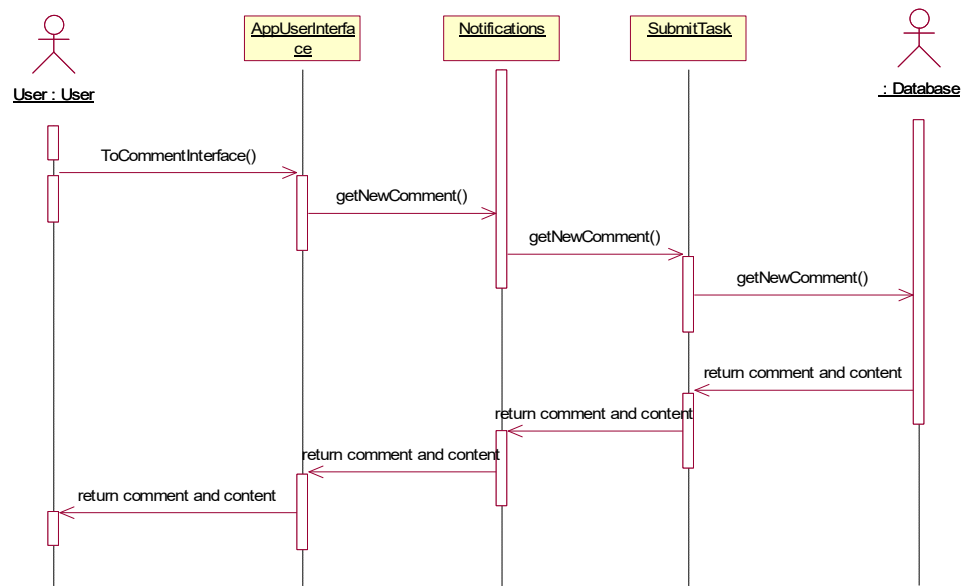 AppUserInterfa
ce
Notifications
SubmitTask
User : User
: Database
ToCommentInterface()
getNewComment()
getNewComment()
getNewComment()
return comment and content
return comment and content
return comment and content
return comment and content